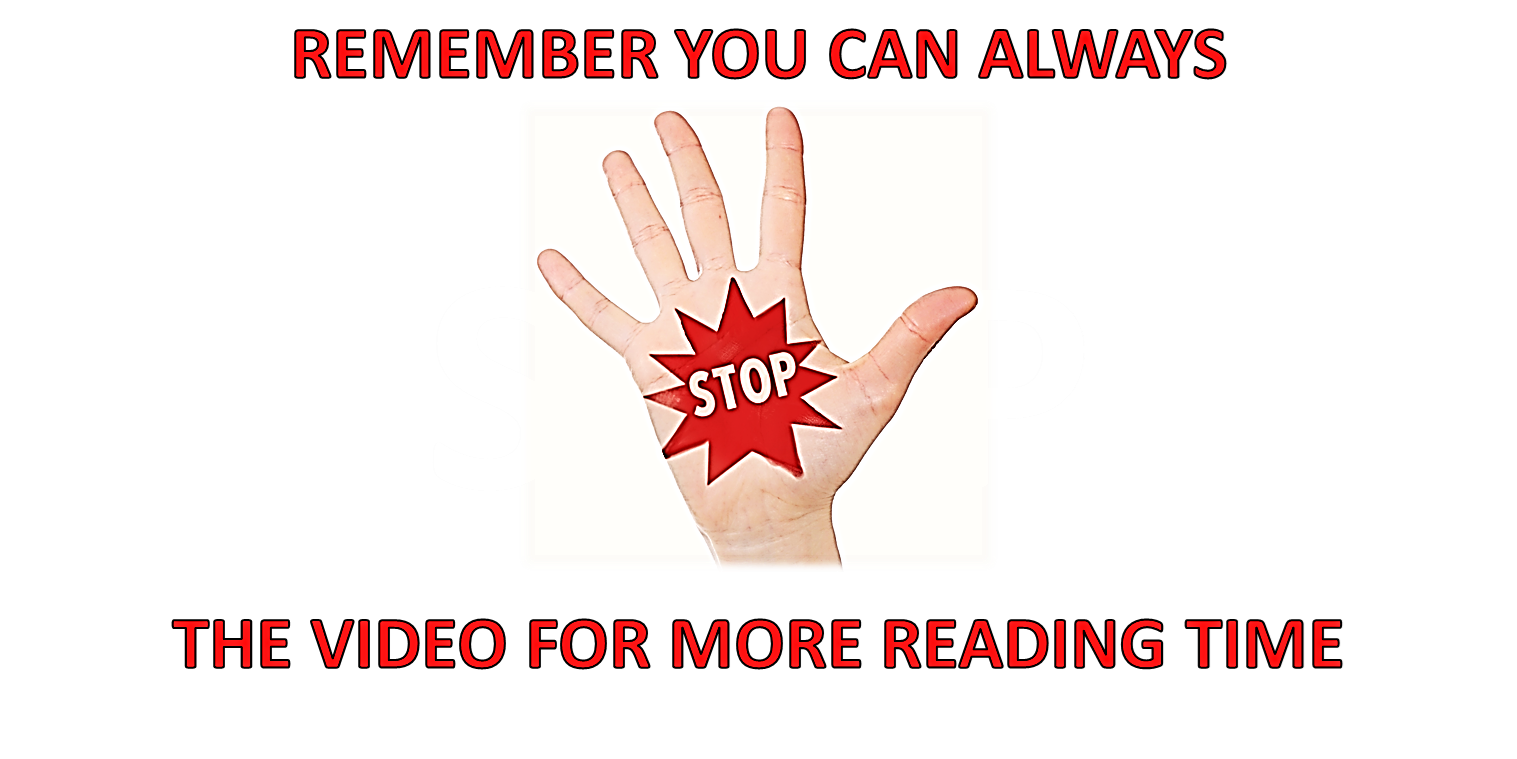 REMEMBER YOU CAN ALWAYS
STOP
THE VIDEO FOR MORE READING TIME